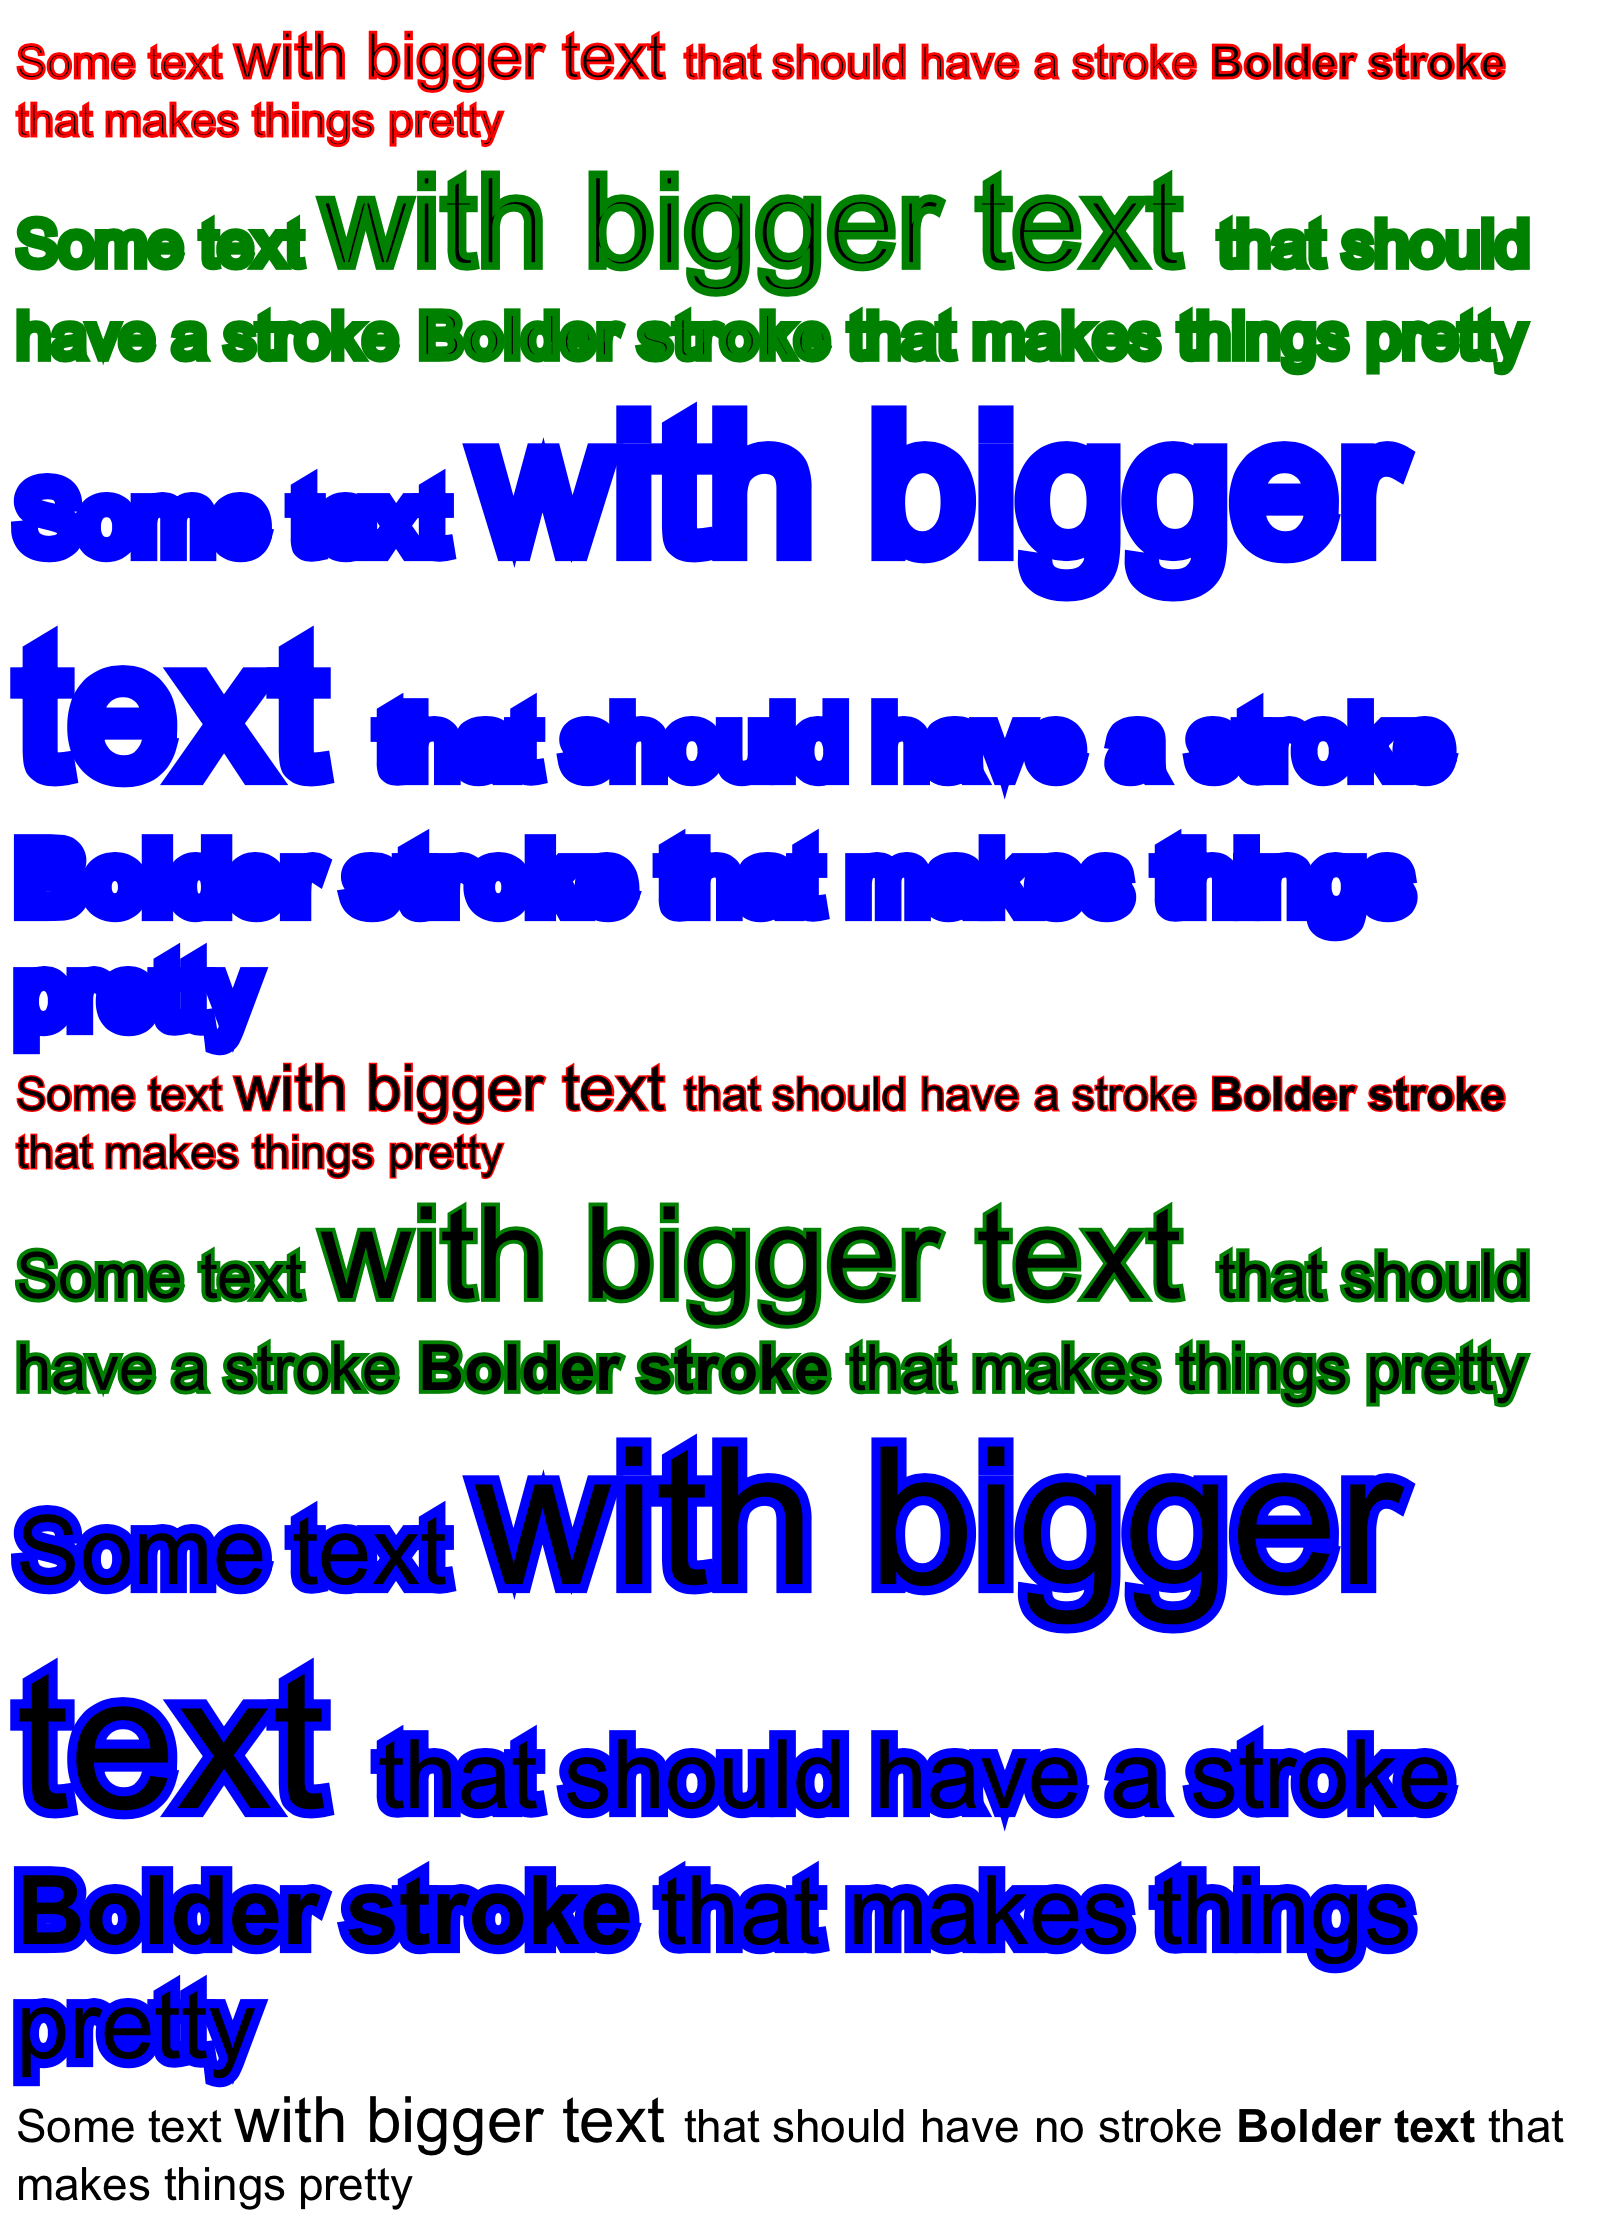 Some text with bigger text that should have a stroke Bolder stroke
that makes things pretty
Some text with bigger text that should
have a stroke Bolder stroke that makes things pretty
Some text with bigger
text that should have a stroke
Bolder stroke that makes things
pretty
Some text with bigger text that should have a stroke Bolder stroke
that makes things pretty
Some text with bigger text that should
have a stroke Bolder stroke that makes things pretty
Some text with bigger
text that should have a stroke
Bolder stroke that makes things
pretty
Some text with bigger text that should have no stroke Bolder text that
makes things pretty